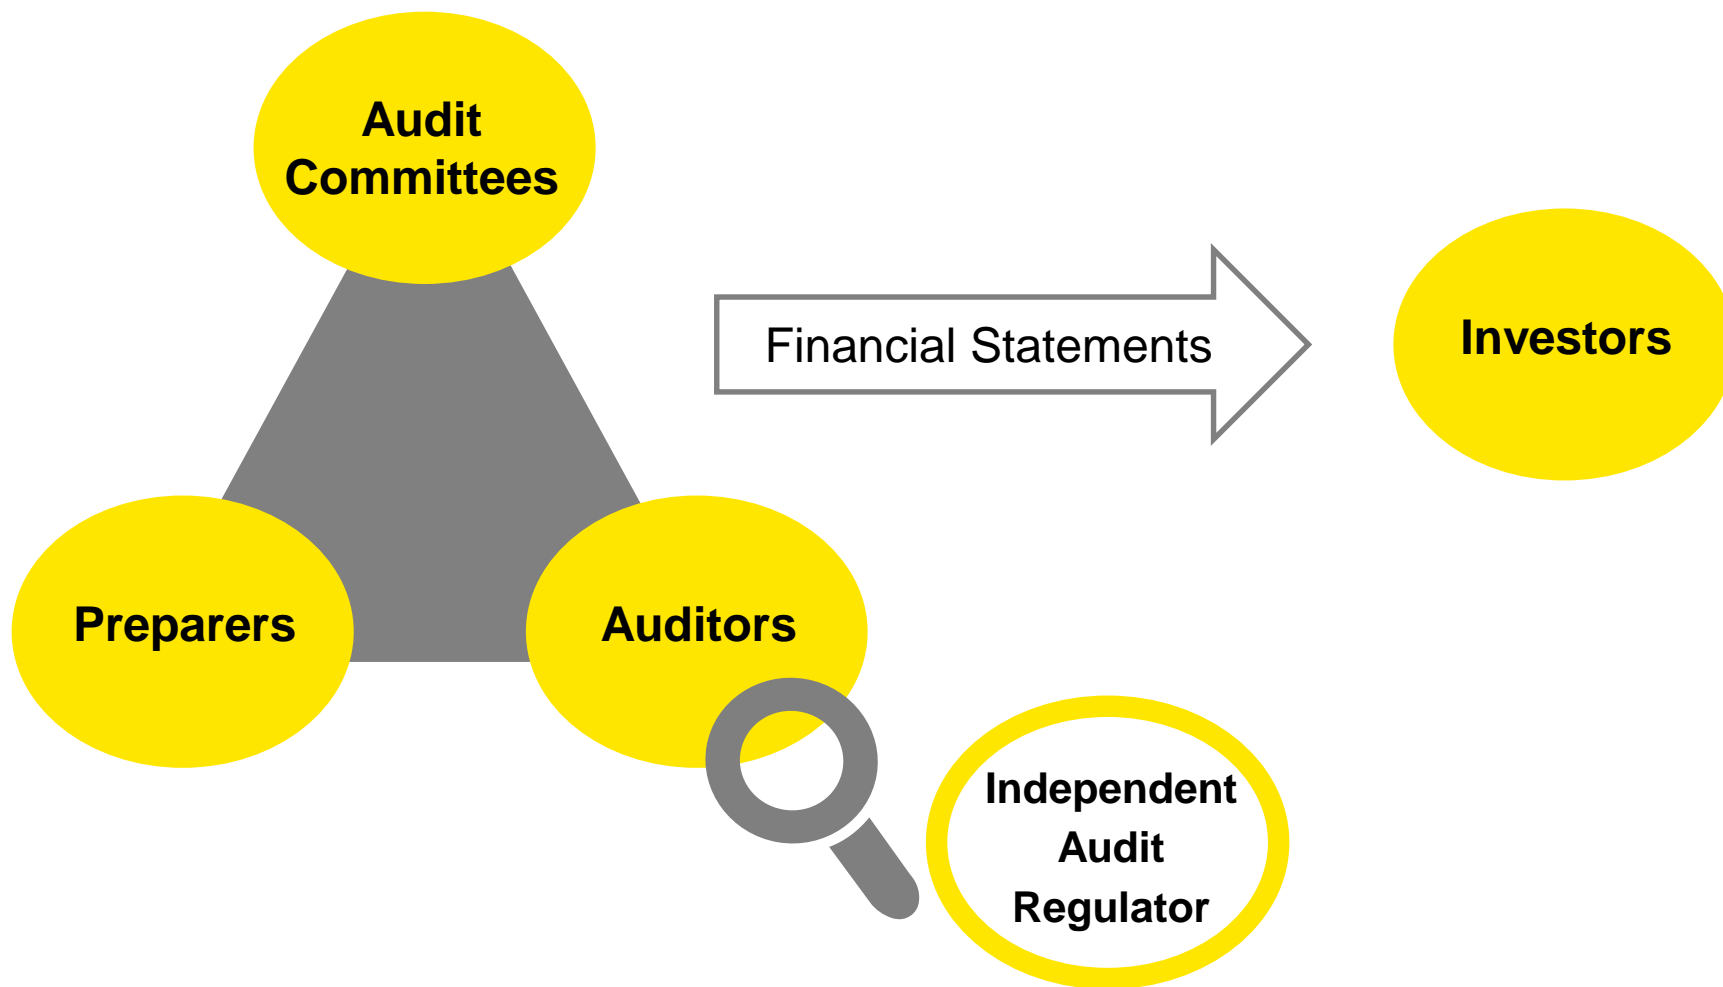 Audit
Committees
Financial Statements
Investors
Preparers
Auditors
Independent
Audit
Regulator